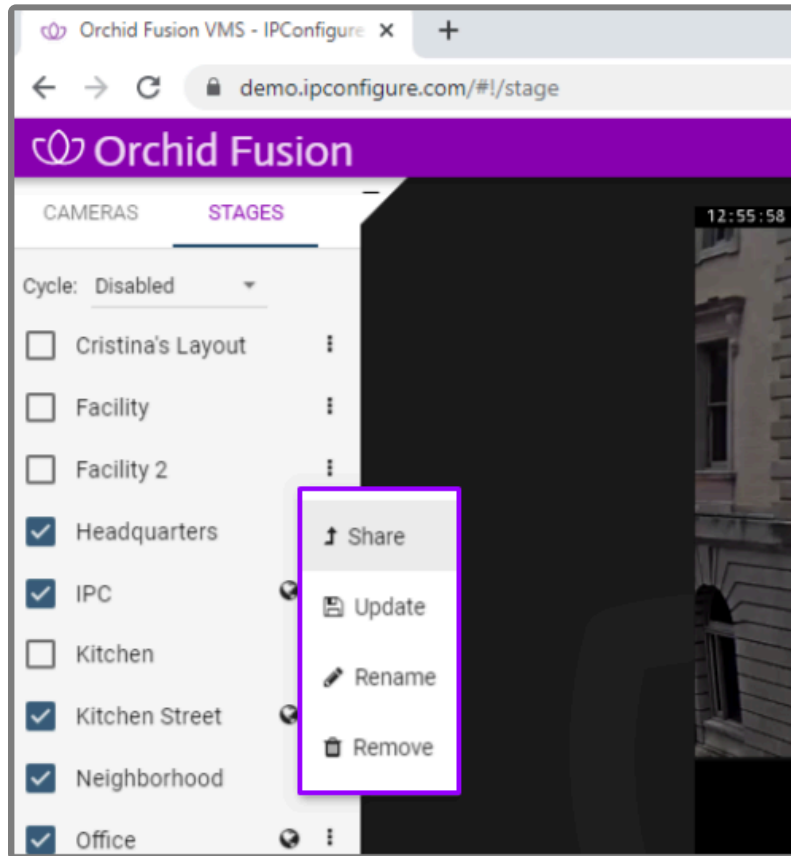 Orchid Fusion VMS - IPConfigure
demo.ipconfigure.com/#!/stage
Orchid Fusion
CAMERAS STAGES
12:55:58
Cycle: Disabled
Cristina's Layout
Facility
Facility 2
Headquarters
Share
IPC
Update
Kitchen
Rename
Kitchen Street
Remove
Neighborhood
Office